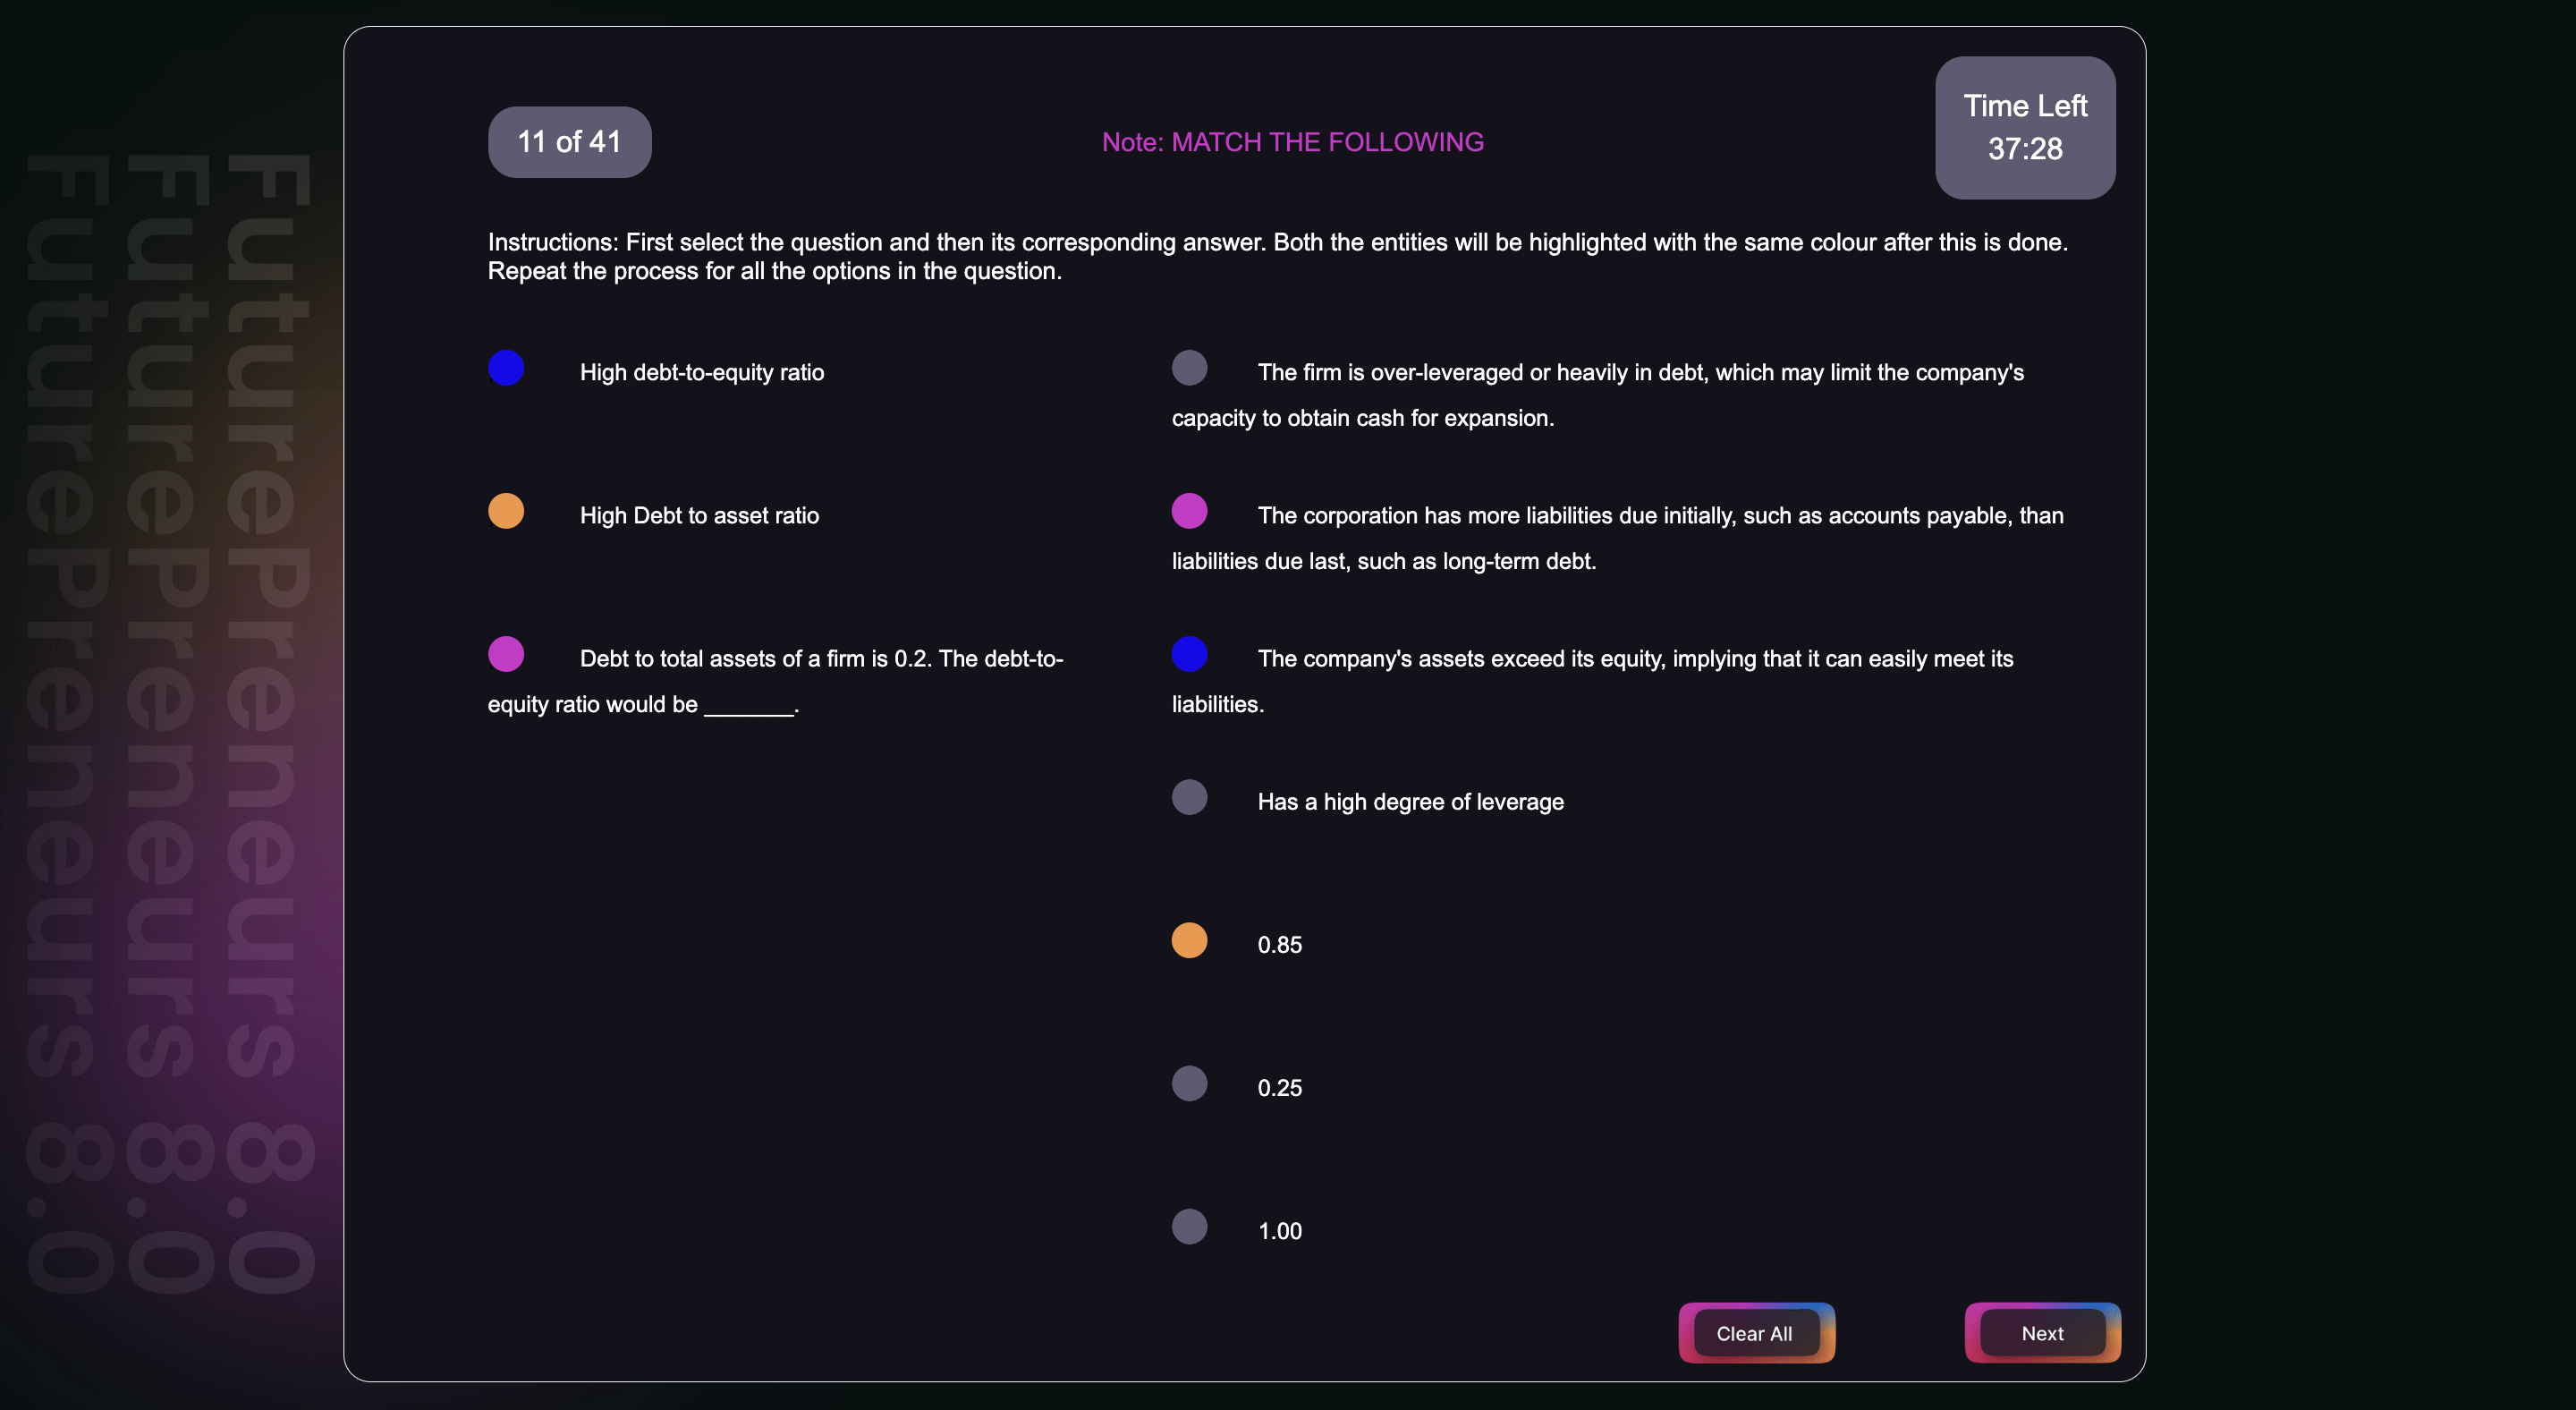 FuturePreneurs 8.0
FuturePreneurs 8.0
FuturePreneurs 8.0
11 of 41
Note: MATCH THE FOLLOWING
Time Left
37:28
Instructions: First select the question and then its corresponding answer. Both the entities will be highlighted with the same colour after this is done.
Repeat the process for all the options in the question.
High debt-to-equity ratio
High Debt to asset ratio
Debt to total assets of a firm is 0.2. The debt-to-
equity ratio would be _______.
The firm is over-leveraged or heavily in debt, which may limit the company's
capacity to obtain cash for expansion.
The corporation has more liabilities due initially, such as accounts payable, than
liabilities due last, such as long-term debt.
The company's assets exceed its equity, implying that it can easily meet its
liabilities.
Has a high degree of leverage
0.85
0.25
1.00
Clear All
Next